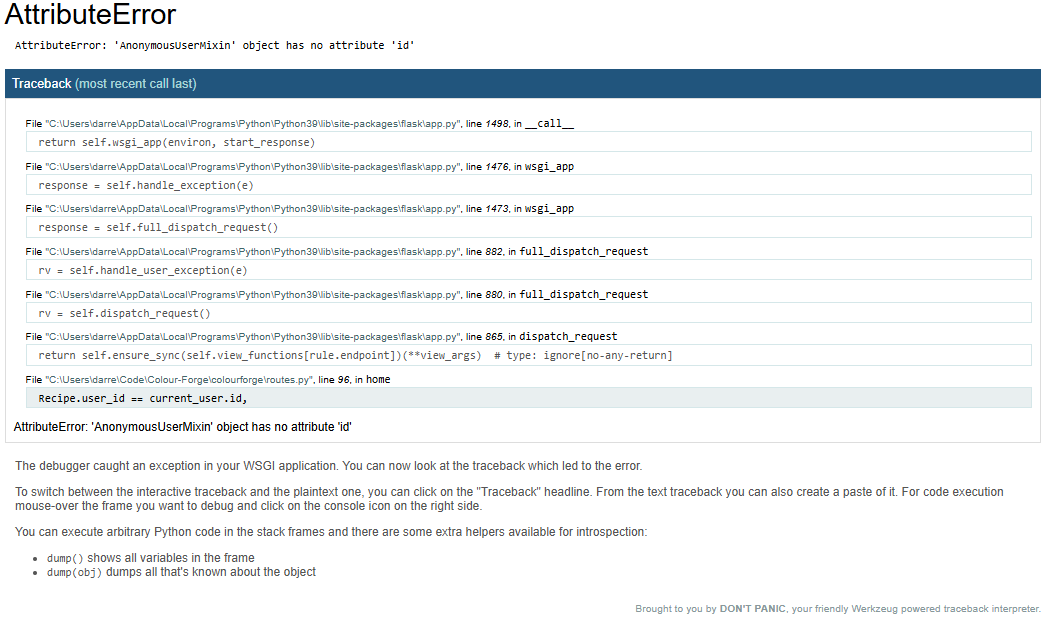 AttributeError
AttributeError: 'AnonymousUserMixin' object has no attribute 'id'
Traceback (most recent call last)
File "C:\Users\darre\AppData\Local\Programs\Python\Python39\lib\site-packages\flask\app.py", line 1498, in __call__
return self.wsgi_app(environ, start_response)
File "C:\Users\darre\AppData\Local\Programs\Python\Python39\lib\site-packages\flask\app.py", line 1476, in wsgi_app
response = self.handle_exception(e)
File "C:\Users\darre\AppData\Local\Programs\Python\Python39\lib\site-packages\flask\app.py", line 1473, in wsgi_app
response = self.full_dispatch_request()
File "C:\Users\darre\AppData\Local\Programs\Python\Python39\lib\site-packages\flask\app.py", line 882, in full_dispatch_request
rv = self.handle_user_exception(e)
File "C:\Users\darre\AppData\Local\Programs\Python\Python39\lib\site-packages\flask\app.py", line 880, in full_dispatch_request
rv = self.dispatch_request()
File "C:\Users\darre\AppData\Local\Programs\Python\Python39\lib\site-packages\flask\app.py", line 865, in dispatch_request
return self.ensure_sync(self.view_functions[rule.endpoint])(**view_args)  # type: ignore[no-any-return]
File "C:\Users\darre\Code\Colour-Forge\colourforge\routes.py", line 96, in home
Recipe.user_id == current_user.id,
AttributeError: 'AnonymousUserMixin' object has no attribute 'id'
The debugger caught an exception in your WSGI application. You can now look at the traceback which led to the error.
To switch between the interactive traceback and the plaintext one, you can click on the "Traceback" headline. From the text traceback you can also create a paste of it. For code execution
mouse-over the frame you want to debug and click on the console icon on the right side.
You can execute arbitrary Python code in the stack frames and there are some extra helpers available for introspection:
• dump() shows all variables in the frame
• dump(obj) dumps all that's known about the object
Brought to you by DON'T PANIC, your friendly Werkzeug powered traceback interpreter.